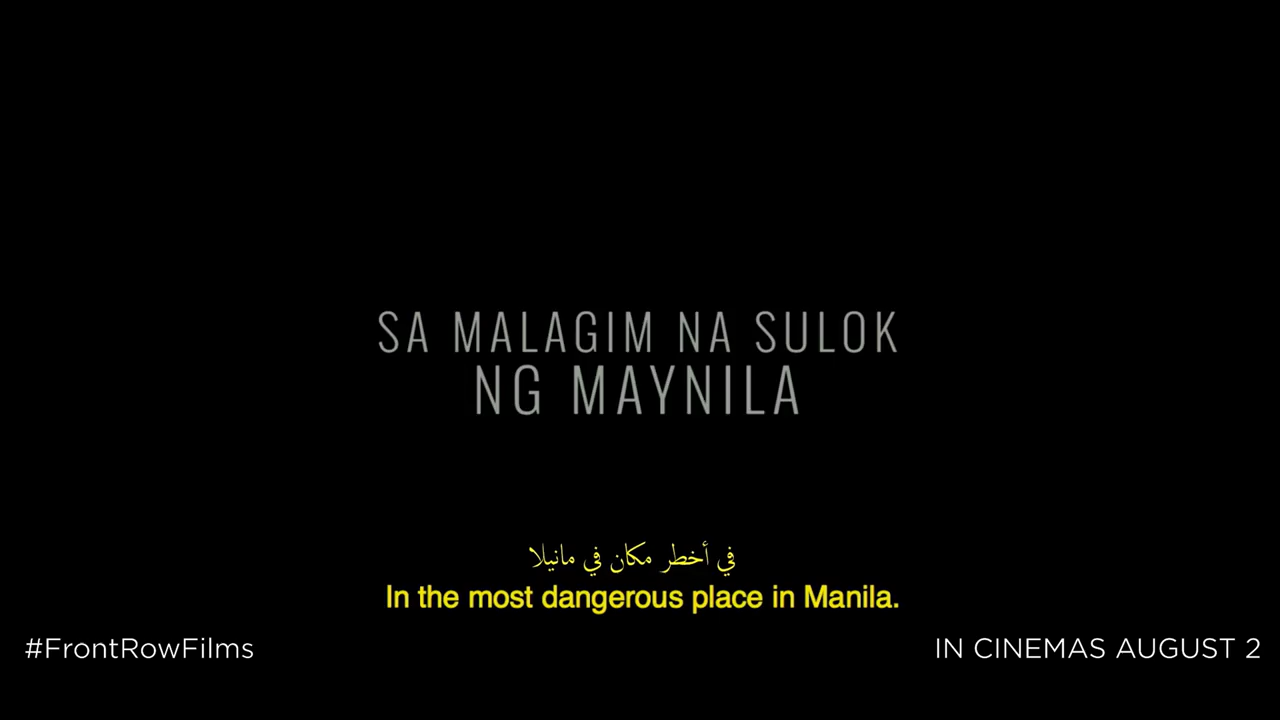 SA MALAGIM NA SULOK
NG MAYNILA
في أخطر مكان في مانيلا
In the most dangerous place in Manila.
#FrontRowFilms
IN CINEMAS AUGUST 2